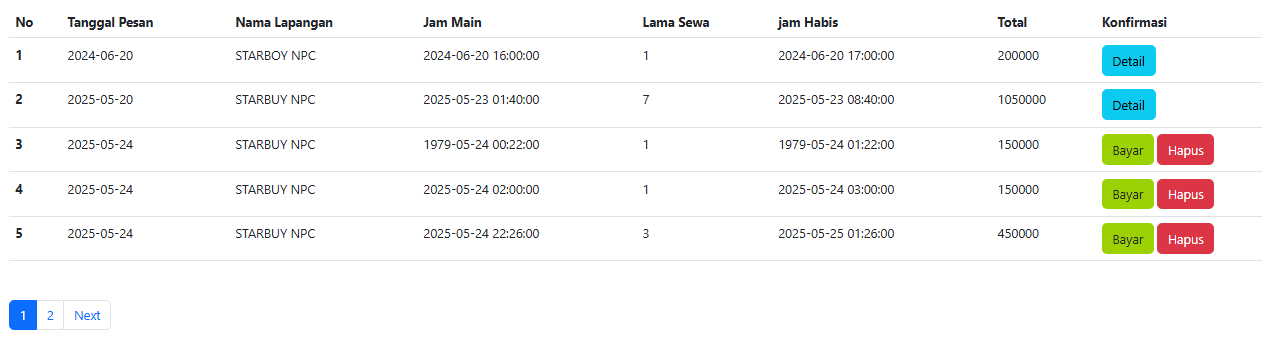 No Tanggal Pesan Nama Lapangan Jam Main Lama Sewa jam Habis Total Konfirmasi
1 2024-06-20 STARBOY NPC 2024-06-20 16:00:00 1 2024-06-20 17:00:00 200000 Detail
2 2025-05-20 STARBUY NPC 2025-05-23 01:40:00 7 2025-05-23 08:40:00 1050000 Detail
3 2025-05-24 STARBUY NPC 1979-05-24 00:22:00 1 1979-05-24 01:22:00 150000 Bayar Hapus
4 2025-05-24 STARBUY NPC 2025-05-24 02:00:00 1 2025-05-24 03:00:00 150000 Bayar Hapus
5 2025-05-24 STARBUY NPC 2025-05-24 22:26:00 3 2025-05-25 01:26:00 450000 Bayar Hapus
1 2 Next